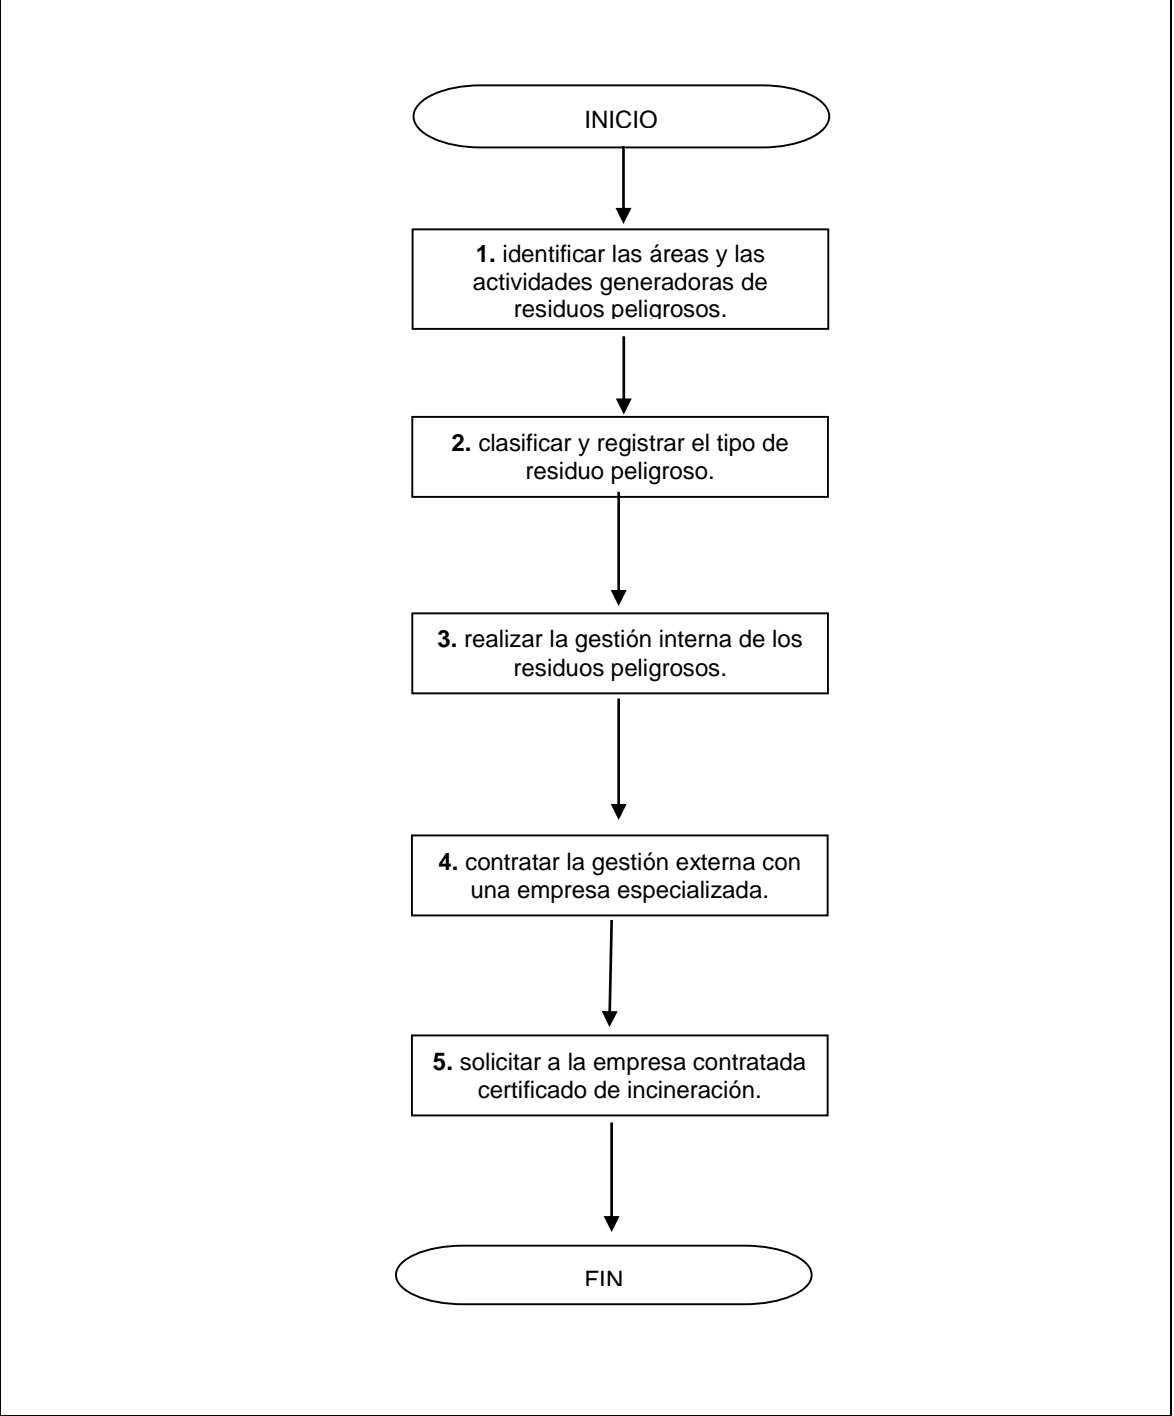 INICIO
1. identificar las áreas y las
actividades generadoras de
residuos peligrosos.
2. clasificar y registrar el tipo de
residuo peligroso.
3. realizar la gestión interna de los
residuos peligrosos.
4. contratar la gestión externa con
una empresa especializada.
5. solicitar a la empresa contratada
certificado de incineración.
FIN